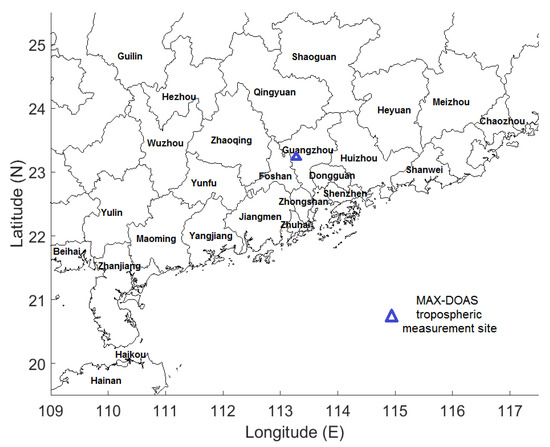 25
Guilin
Shaoguan
Qingyuan
Hezhou
24
Meizhou
Heyuan
Chaozhou
Zhaoqing
Wuzhou
Guangzhou
Huizhou
23
Shanwei
Foshan
Dongguan
Yunfu
Shenzhen
Zhongshan
Yulin
Jiangmen
Zhuhai
22
Maoming
Yangjiang
Beihai
Zhanjiang
21
MAX-DOAS
tropospheric
measurement site
20
Haikou
Hainan
109 110 111 112 113 114 115 116 117
Longitude (E)
Latitude (N)